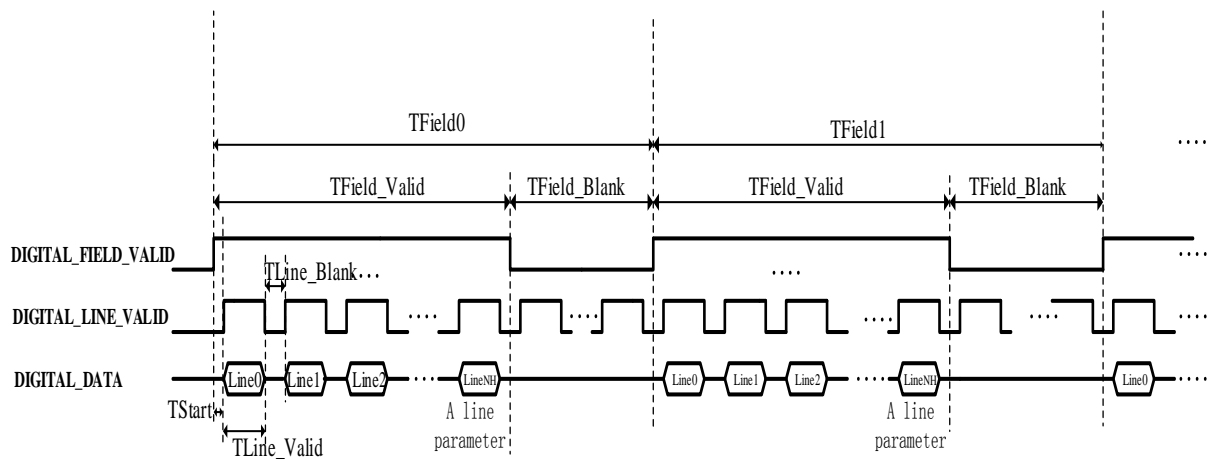 TField0
TField1
....
TField_Valid
TField_Blank
TField_Valid
TField_Blank
DIGITAL_FIELD_VALID
TLine_Blank
....
....
....
DIGITAL_LINE_VALID
....
....
....
....
....
DIGITAL_DATA
Line0
Line1
Line2
....
LineNH
Line0
Line1
Line2
....
LineNH
Line0
....
TStart
A line
parameter
A line
parameter
TLine_Valid